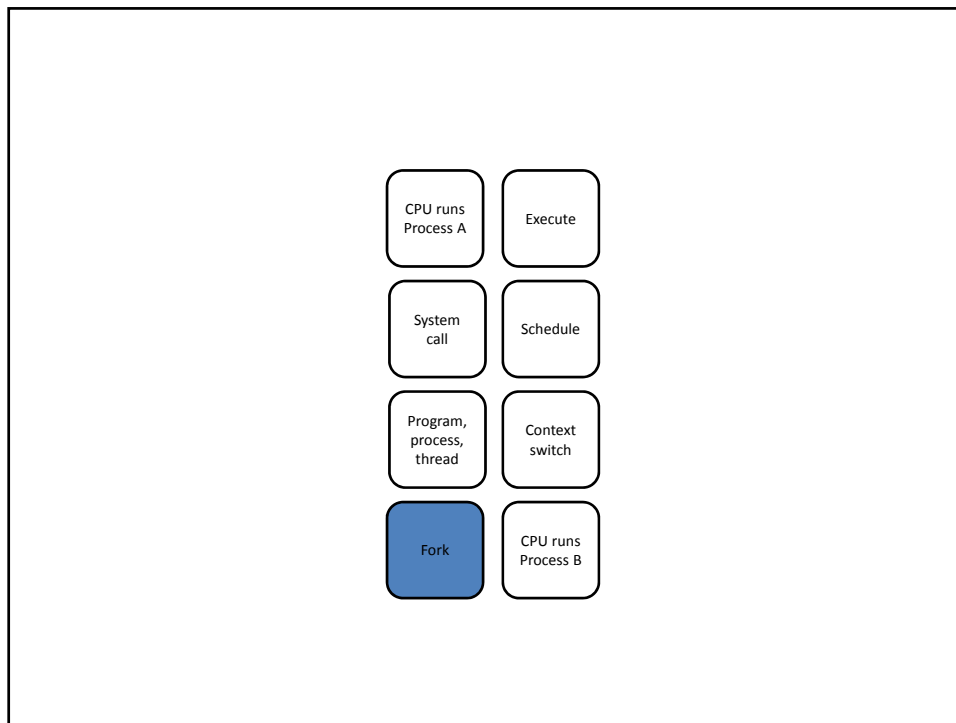 CPU runs
Process A
Execute
System
call
Schedule
Program,
process,
thread
Context
switch
Fork
CPU runs
Process B